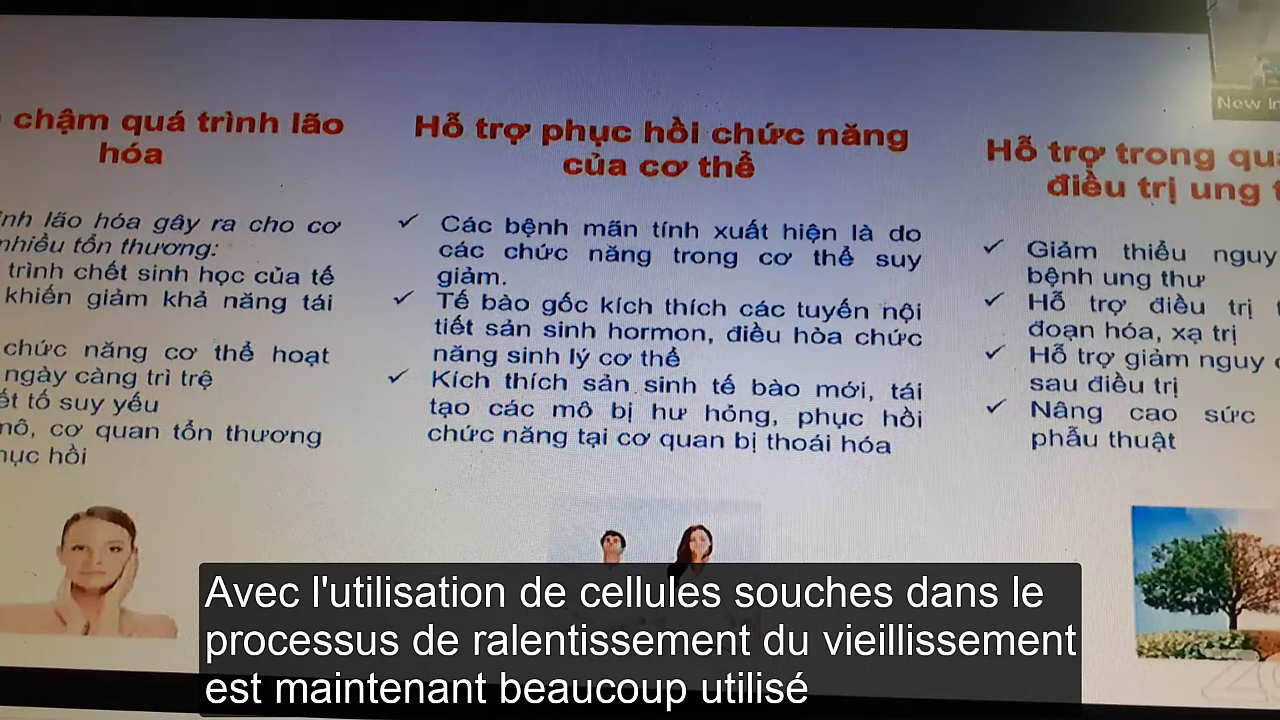 chậm quá trình lão
hóa
lão hóa gây ra cho cơ
nhiều tổn thương:
trình chết sinh học của tế
khiến giảm khả năng tái
chức năng cơ thể hoạt
ngày càng trì trệ
tố suy yếu
cơ quan tổn thương
hồi
Hỗ trợ phục hồi chức năng
của cơ thể
✓ Các bệnh mãn tính xuất hiện là do
các chức năng trong cơ thể suy
giảm.
✓ Tế bào gốc kích thích các tuyến nội
tiết sản sinh hormon, điều hòa chức
năng sinh lý cơ thể
✓ Kích thích sản sinh tế bào mới, tái
tạo các mô bị hư hỏng, phục hồi
chức năng tại cơ quan bị thoái hóa
Hỗ trợ trong
điều trị ung
✓ Giảm thiểu nguy
bệnh ung thư
✓ Hỗ trợ điều trị
đoạn hóa, xạ trị
✓ Hỗ trợ giảm nguy
sau điều trị
✓ Nâng cao sức
phẫu thuật
New
Avec l'utilisation de cellules souches dans le
processus de ralentissement du vieillissement
est maintenant beaucoup utilisé